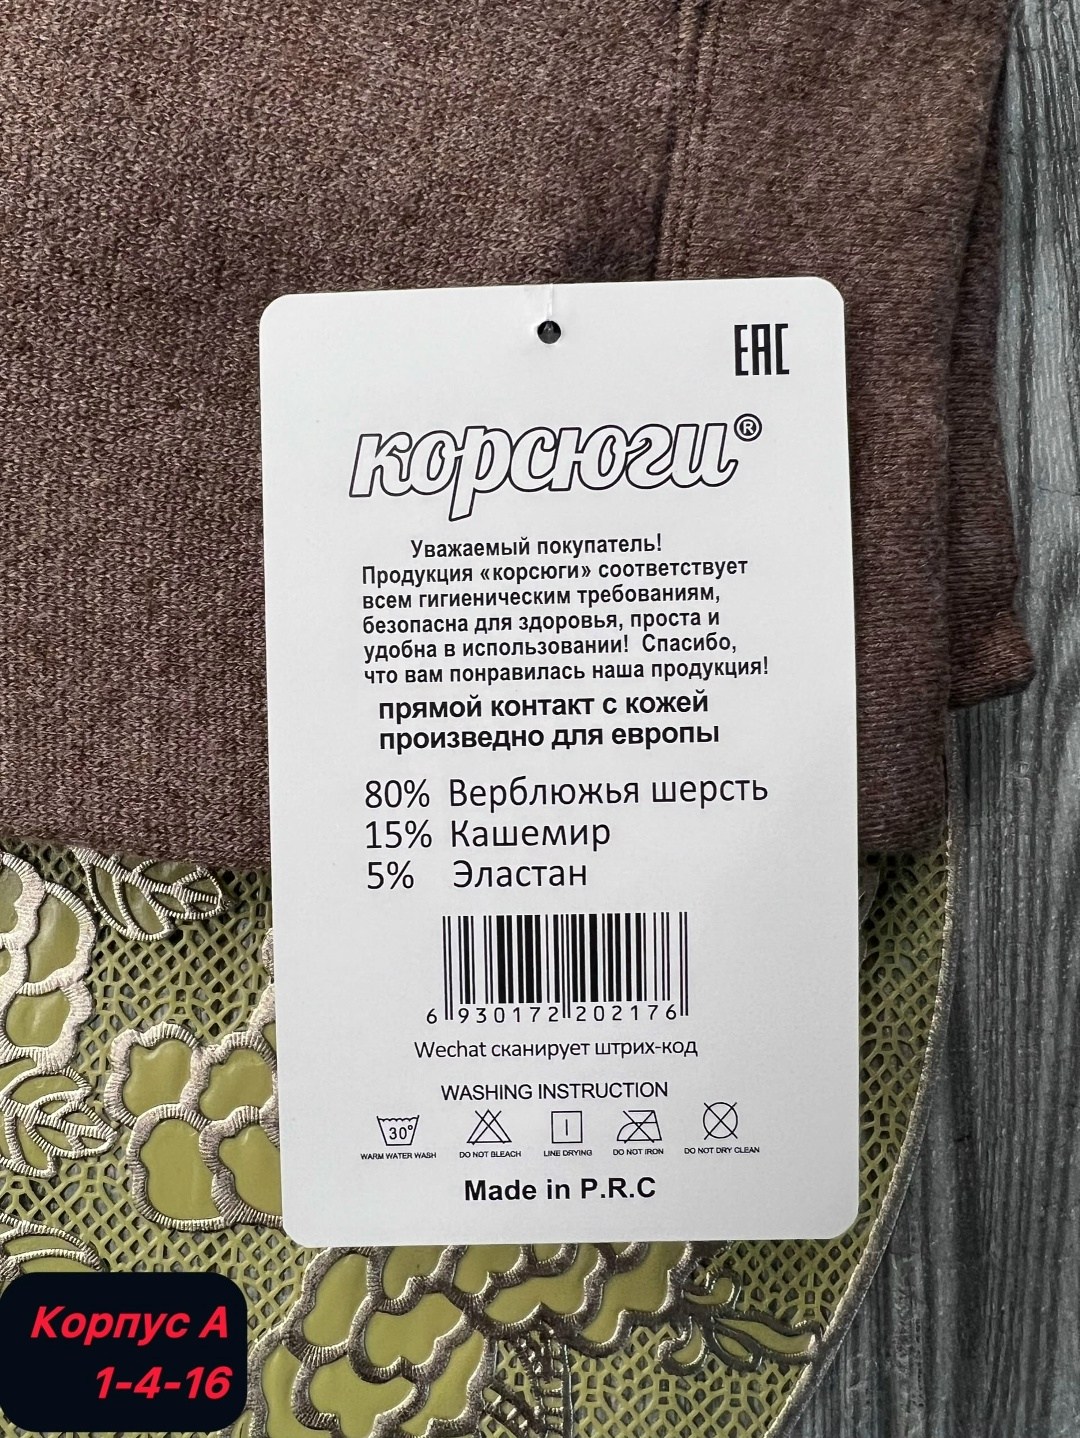 EAC
корсюги®
Уважаемый покупатель!
Продукция «корсюги» соответствует
всем гигиеническим требованиям,
безопасна для здоровья, проста и
удобна в использовании! Спасибо,
что вам понравилась наша продукция!
прямой контакт с кожей
произведно для европы
80% Верблюжья шерсть
15% Кашемир
5% Эластан
6 930172 202176
Wechat сканирует штрих-код
WASHING INSTRUCTION
30°
WARM WATER WASH DO NOT BLEACH LINE DRYING DO NOT IRON DO NOT DRY CLEAN
Made in P.R.C
Корпус А
1-4-16